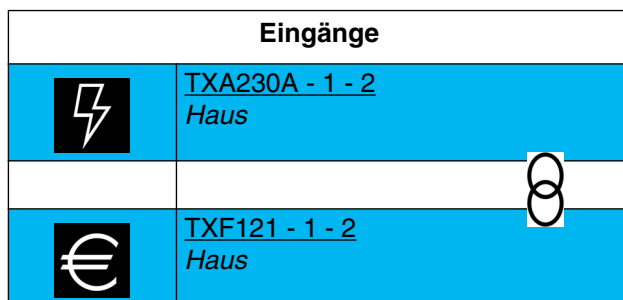 Eingänge
TXA230A - 1 - 2
Haus
TXF121 - 1 - 2
Haus